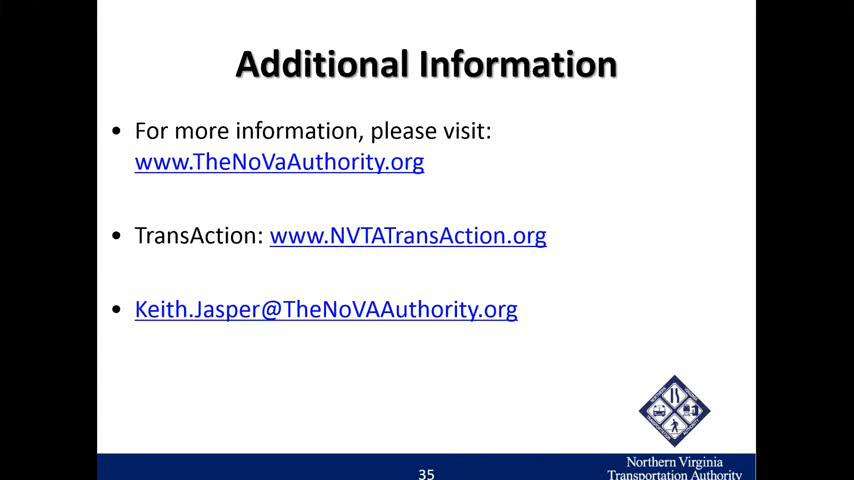 Additional Information
• For more information, please visit:
www.TheNoVaAuthority.org
• TransAction: www.NVTATransAction.org
• Keith.Jasper@TheNoVAAuthority.org
35
Northern Virginia
Transportation Authority